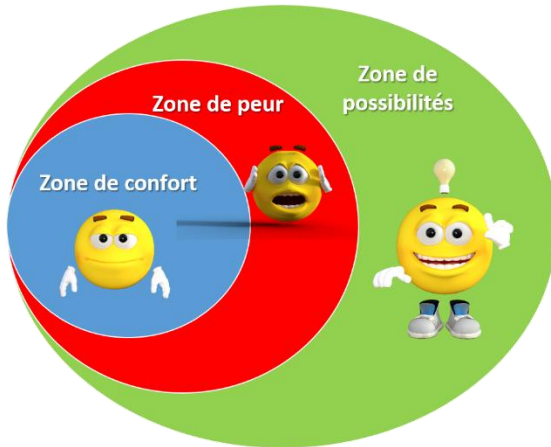 Zone de
possibilités
Zone de peur
Zone de confort